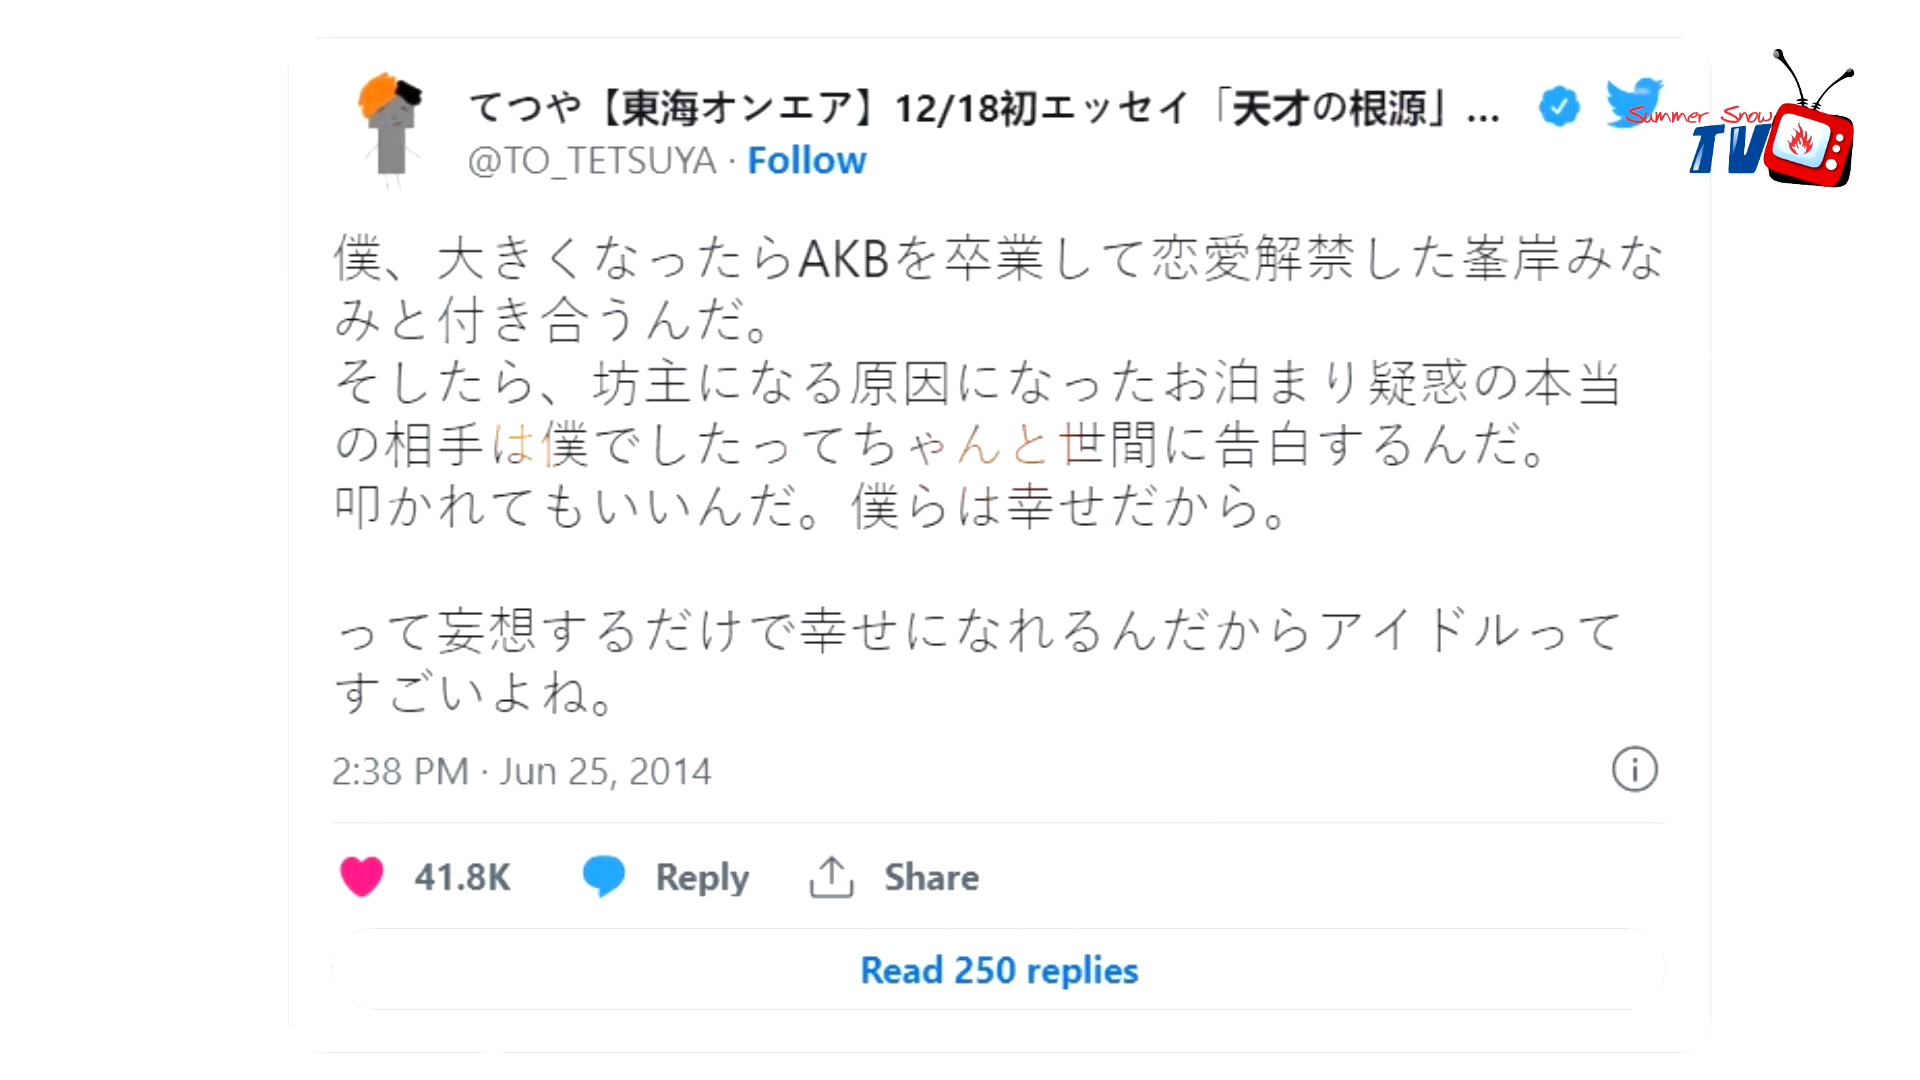 てつや【東海オンエア】12/18初エッセイ「天才の根源」...
@TO_TETSUYA · Follow
Summer Snow
TV
僕、大きくなったらAKBを卒業して恋愛解禁した峯岸みな
みと付き合うんだ。
そしたら、坊主になる原因になったお泊まり疑惑の本当
の相手は僕でしたってちゃんと世間に告白するんだ。
叩かれてもいいんだ。僕らは幸せだから。
って妄想するだけで幸せになれるんだからアイドルって
すごいよね。
2:38 PM · Jun 25, 2014
41.8K Reply Share
Read 250 replies